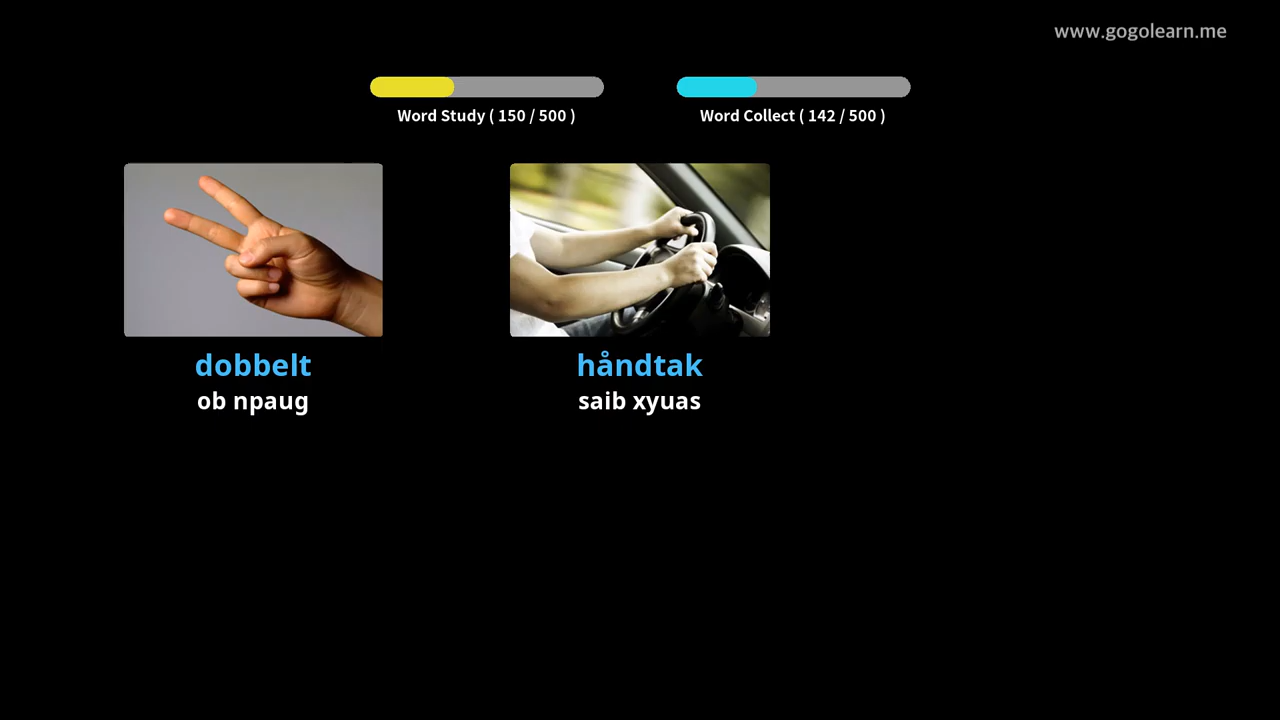 www.gogolearn.me
Word Study ( 150 / 500 )
Word Collect ( 142 / 500 )
dobbelt
ob npaug
håndtak
saib xyuas